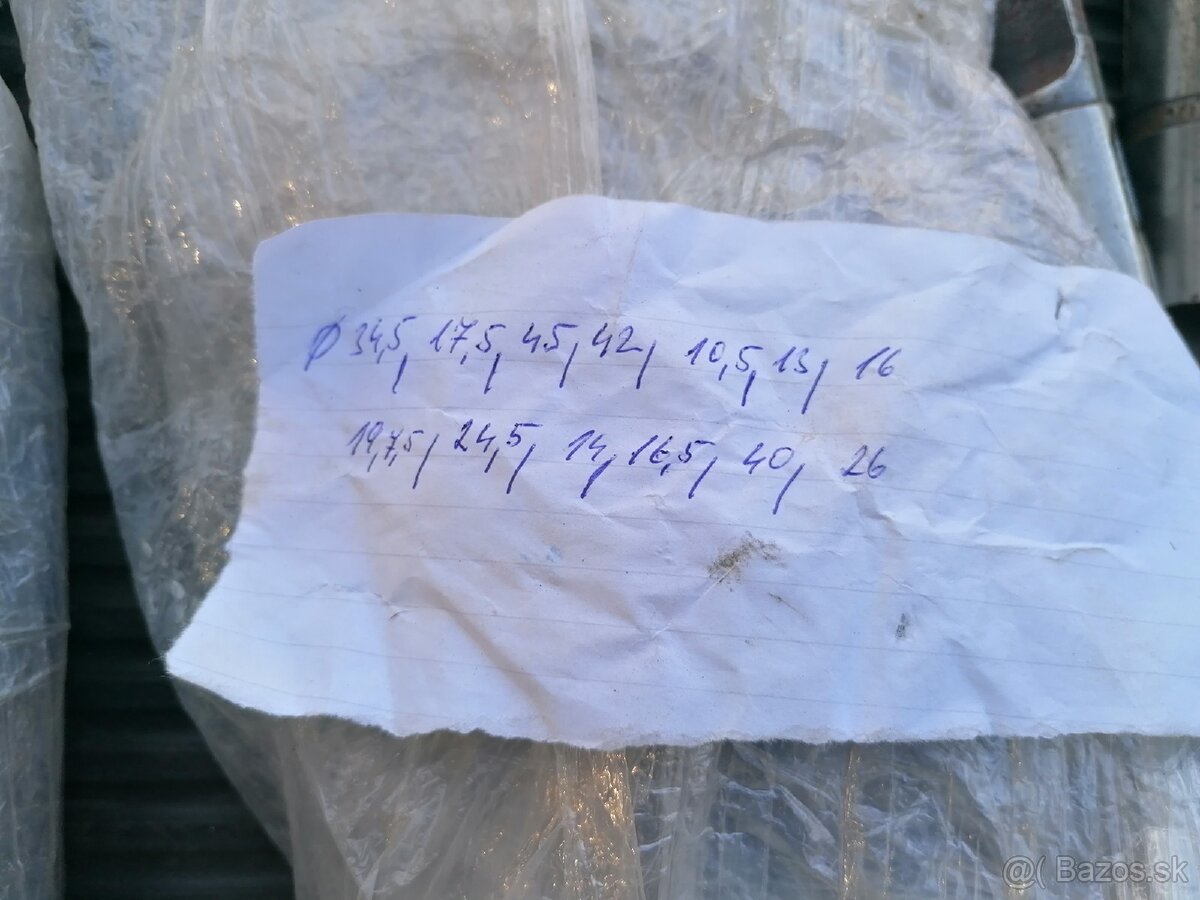 Ø 34,5, 17,5, 45, 42, 10,5, 13, 16
19,7,5, 24,5, 14, 16,5, 40, 26
@( Bazos.sk